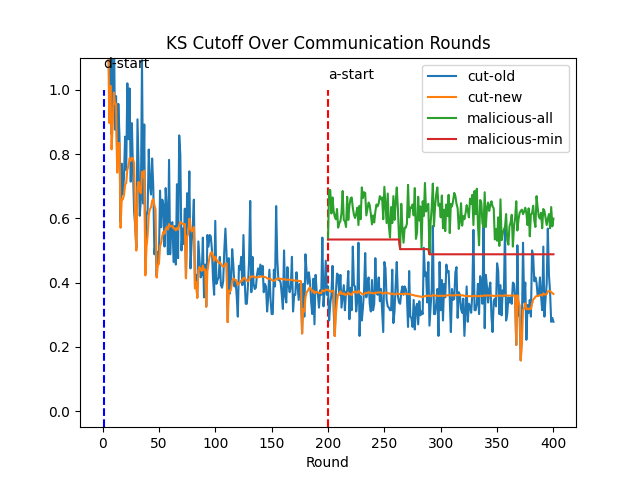 KS Cutoff Over Communication Rounds
d-start
a-start
cut-old
cut-new
malicious-all
malicious-min
1.0
0.8
0.6
0.4
0.2
0.0
0
50
100
150
200
250
300
350
400
Round